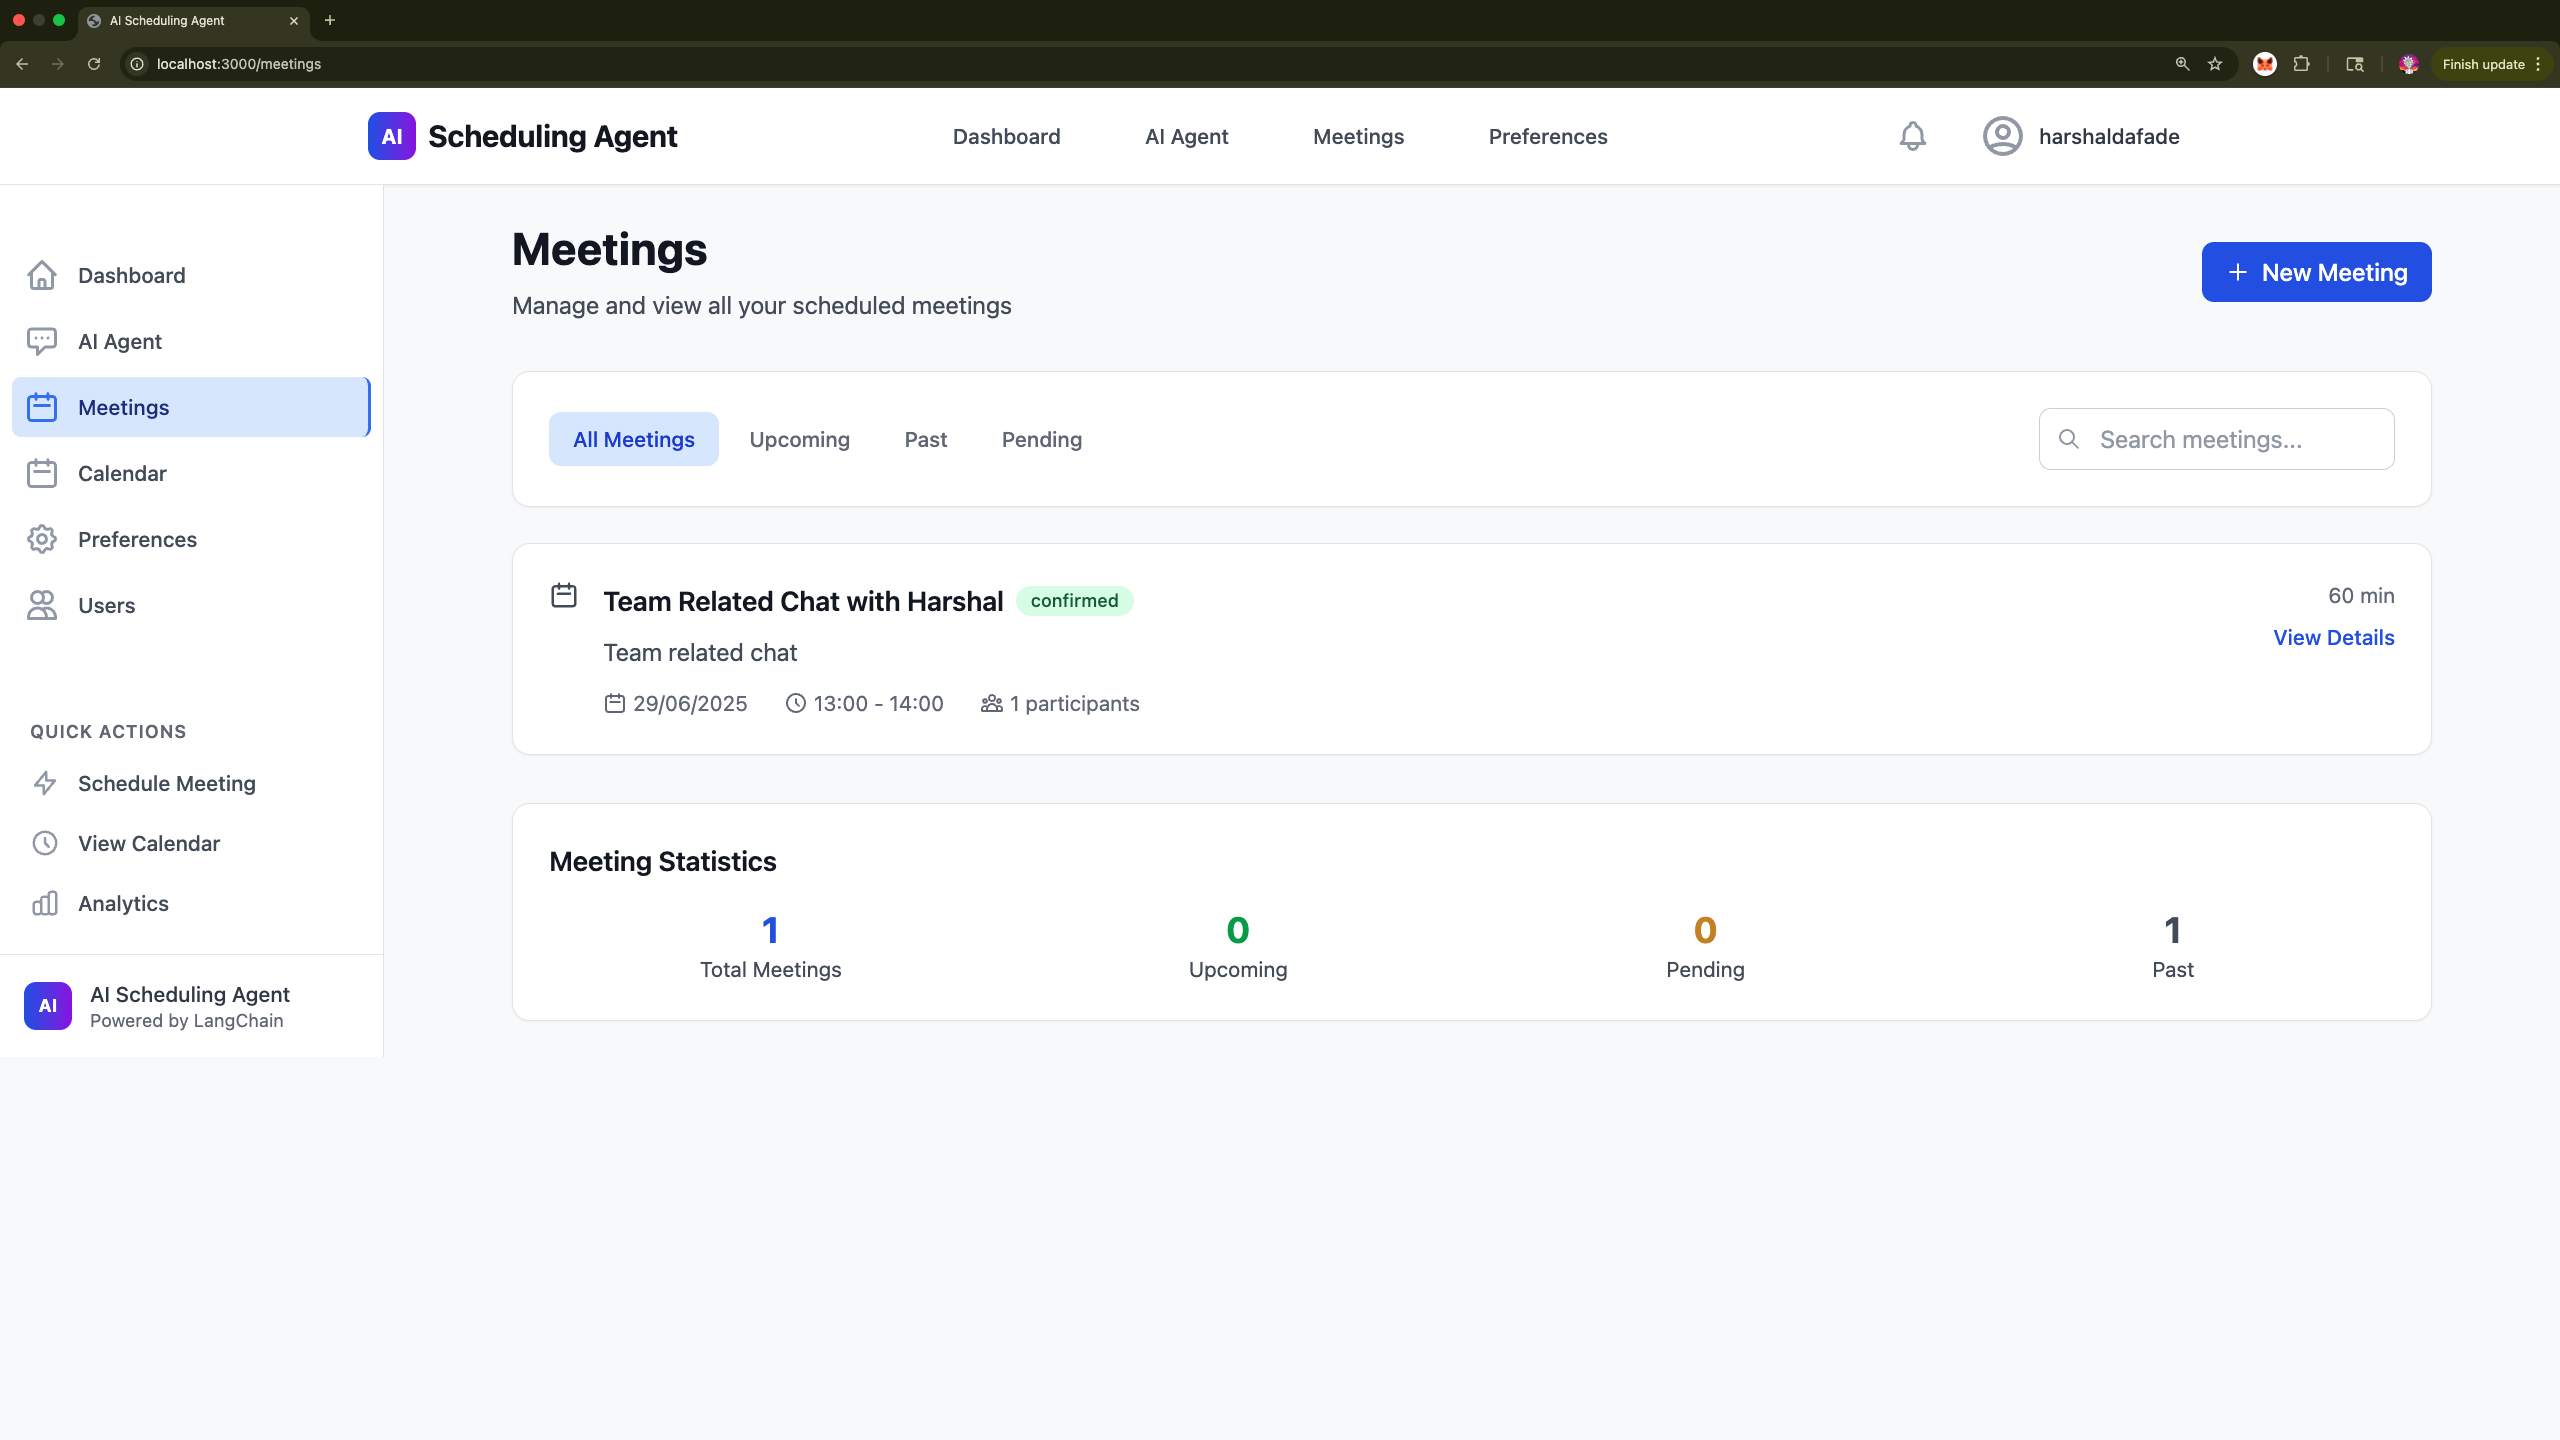 AI Scheduling Agent
localhost:3000/meetings
Finish update
AI Scheduling Agent
Dashboard
AI Agent
Meetings
Preferences
harshaldafade
Dashboard
AI Agent
Meetings
Calendar
Preferences
Users
QUICK ACTIONS
Schedule Meeting
View Calendar
Analytics
AI
AI Scheduling Agent
Powered by LangChain
Meetings
Manage and view all your scheduled meetings
New Meeting
All Meetings
Upcoming
Past
Pending
Search meetings...
Team Related Chat with Harshal confirmed
60 min
Team related chat
View Details
29/06/2025 13:00 - 14:00 1 participants
Meeting Statistics
1
Total Meetings
0
Upcoming
0
Pending
1
Past